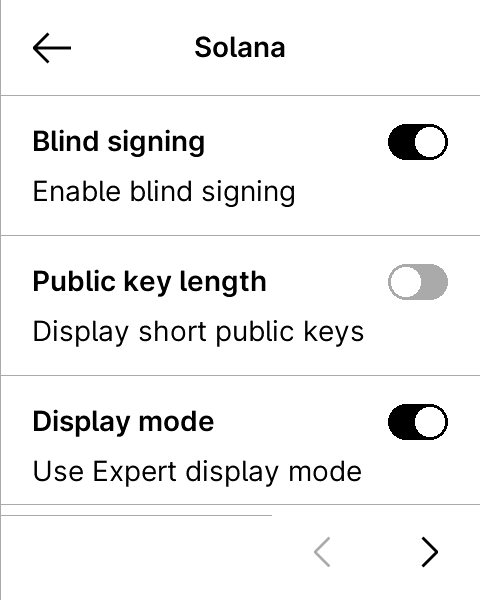 Solana
Blind signing
Enable blind signing
Public key length
Display short public keys
Display mode
Use Expert display mode